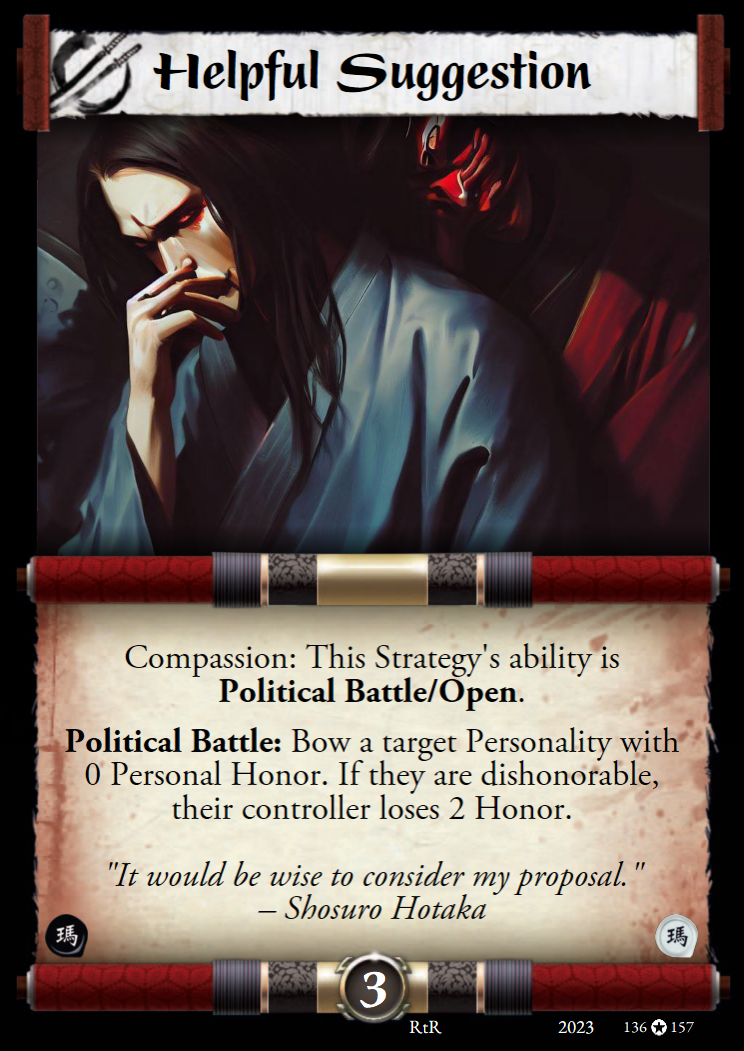 Helpful Suggestion
Compassion: This Strategy's ability is
Political Battle/Open.
Political Battle: Bow a target Personality with
0 Personal Honor. If they are dishonorable,
their controller loses 2 Honor.
"It would be wise to consider my proposal."
– Shosuro Hotaka
瑪 瑪
3
RtR 2023 136 ✪ 157